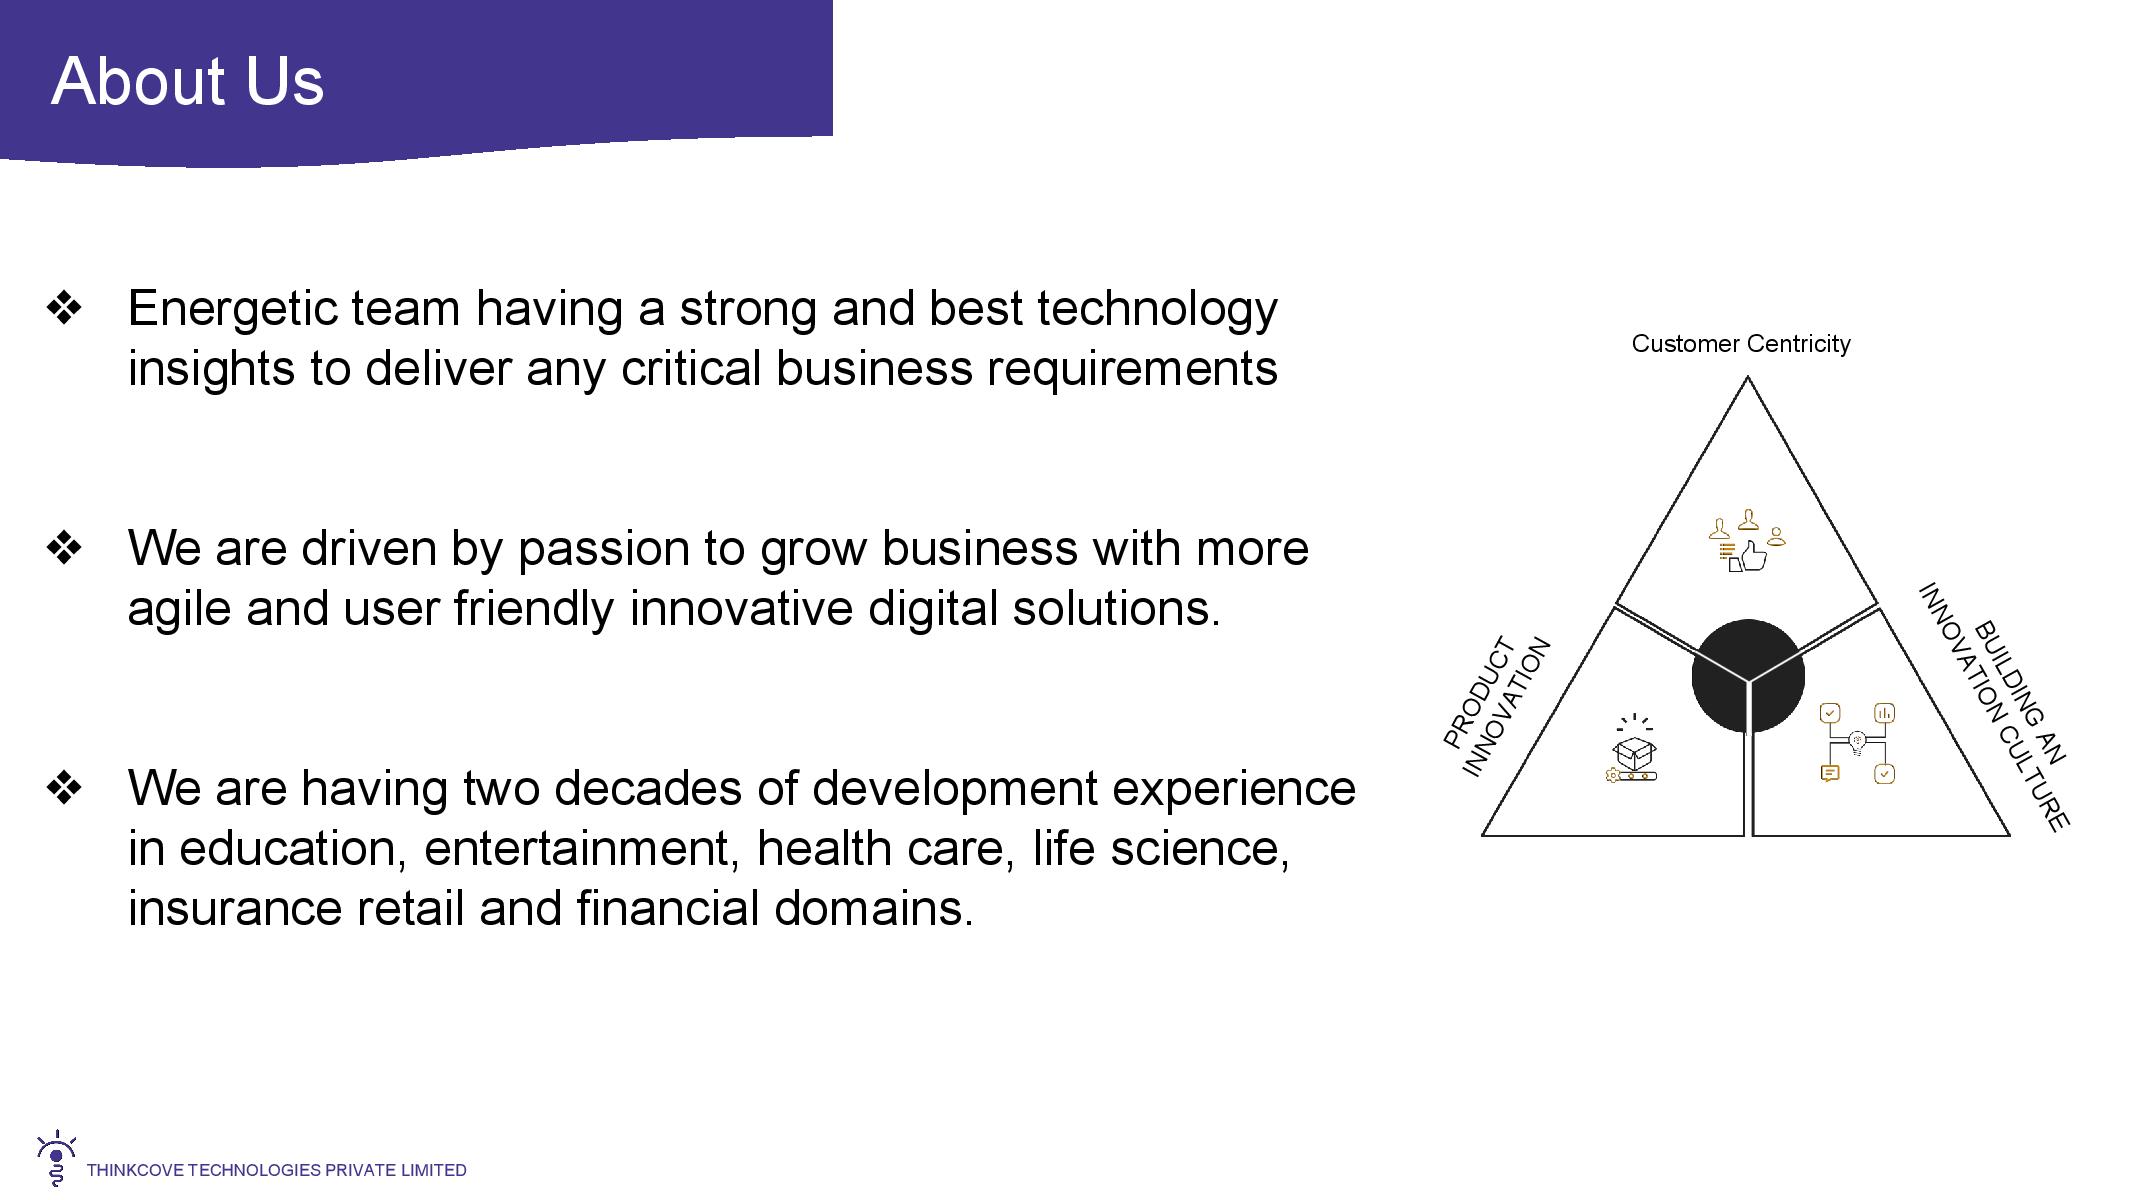 About Us
❖ Energetic team having a strong and best technology
insights to deliver any critical business requirements
❖ We are driven by passion to grow business with more
agile and user friendly innovative digital solutions.
❖ We are having two decades of development experience
in education, entertainment, health care, life science,
insurance retail and financial domains.
Customer Centricity
PRODUCT
INNOVATION
BUILDING AN
INNOVATION CULTURE
THINKCOVE TECHNOLOGIES PRIVATE LIMITED